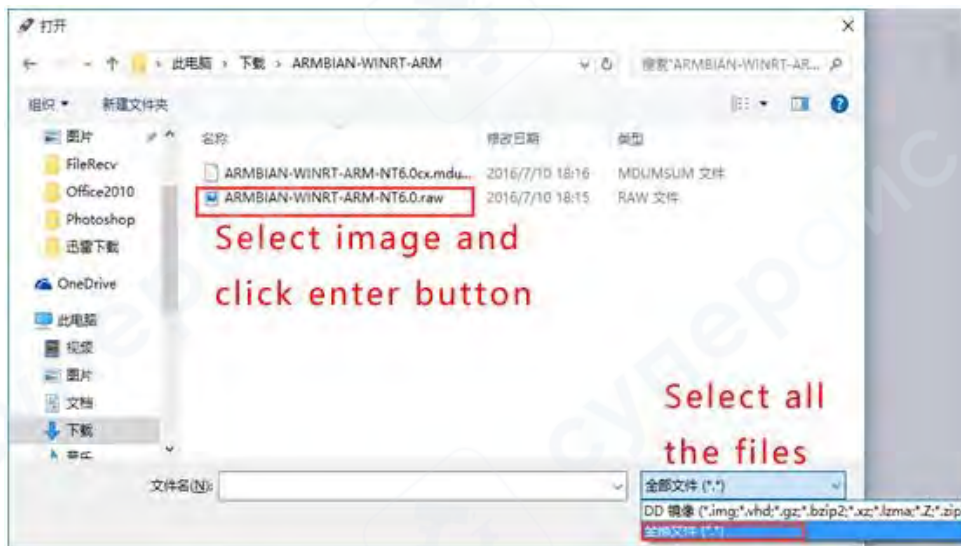 打开
此电脑 › 下载 › ARMBIAN-WINRT-ARM
搜索"ARMBIAN-WINRT-AR...
组织 新建文件夹
名称 修改日期 类型
图片
FileRecv
Office2010
Photoshop
迅雷下载
OneDrive
此电脑
视频
图片
文档
下载
音乐
ARMBIAN-WINRT-ARM-NT6.0cx.mdu... 2016/7/10 18:16 MDUMSUM 文件
ARMBIAN-WINRT-ARM-NT6.0.raw 2016/7/10 18:15 RAW 文件
Select image and
click enter button
Select all
the files
文件名(N):
全部文件 (*.*)
DD 镜像 (*.img;*.vhd;*.gz;*.bzip2;*.xz;*.lzma;*.Z;*.zip
全部文件 (*.*)